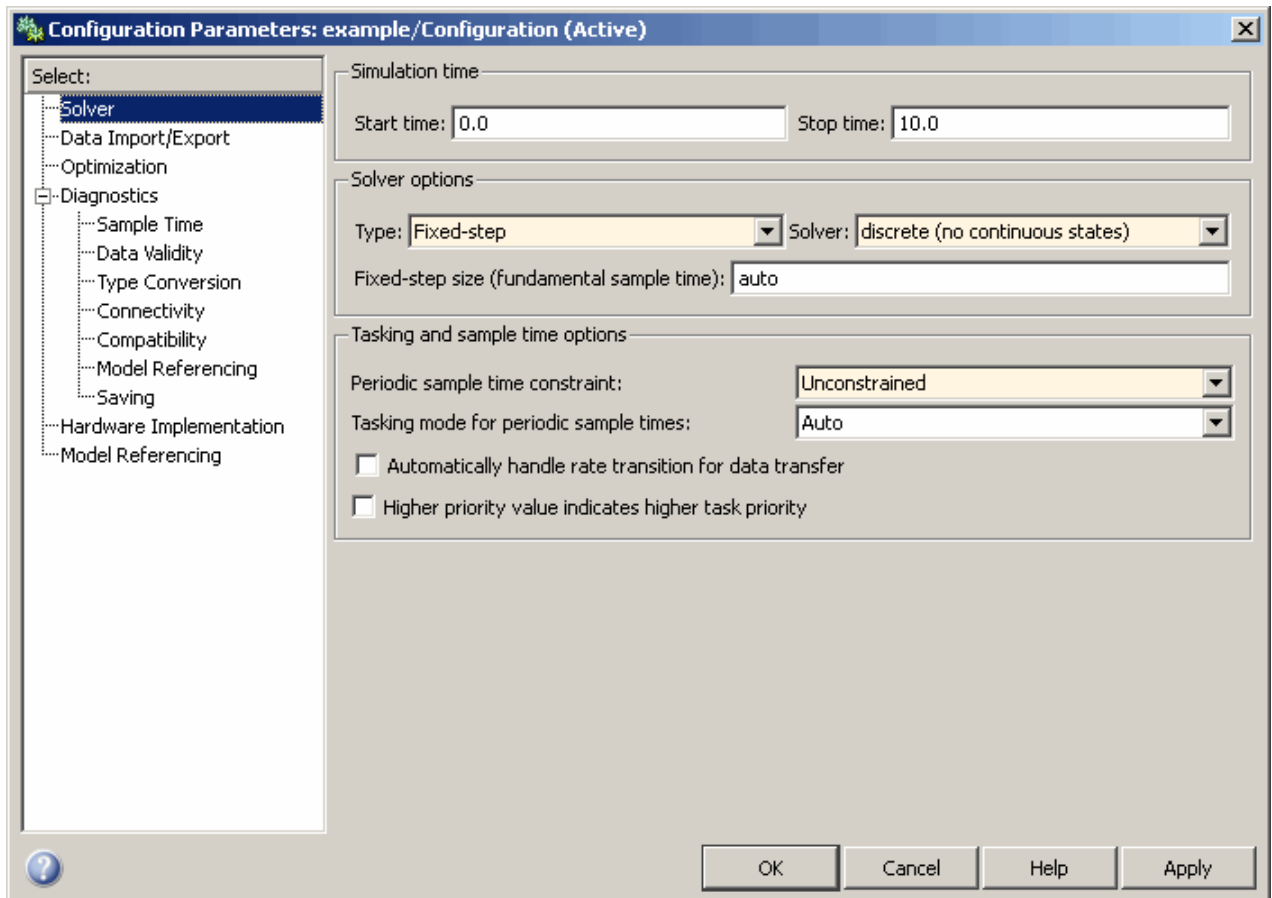 Configuration Parameters: example/Configuration (Active)
Select:
Solver
Data Import/Export
Optimization
Diagnostics
Sample Time
Data Validity
Type Conversion
Connectivity
Compatibility
Model Referencing
Saving
Hardware Implementation
Model Referencing
Simulation time
Start time: 0.0 Stop time: 10.0
Solver options
Type: Fixed-step Solver: discrete (no continuous states)
Fixed-step size (fundamental sample time): auto
Tasking and sample time options
Periodic sample time constraint: Unconstrained
Tasking mode for periodic sample times: Auto
Automatically handle rate transition for data transfer
Higher priority value indicates higher task priority
OK Cancel Help Apply